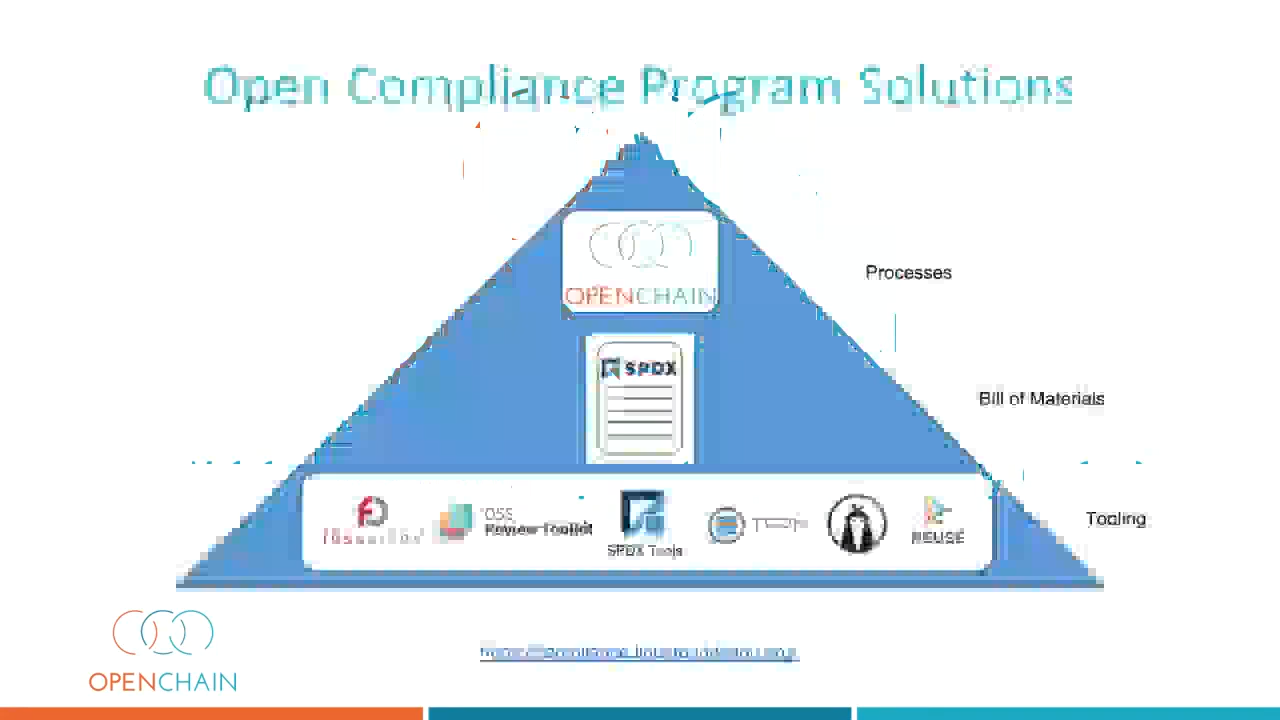 Open Compliance Program Solutions
OPENCHAIN
Processes
SPDX
Bill of Materials
OSS
Review Toolkit
SPDX Tools
REUSE
Tooling
OPENCHAIN